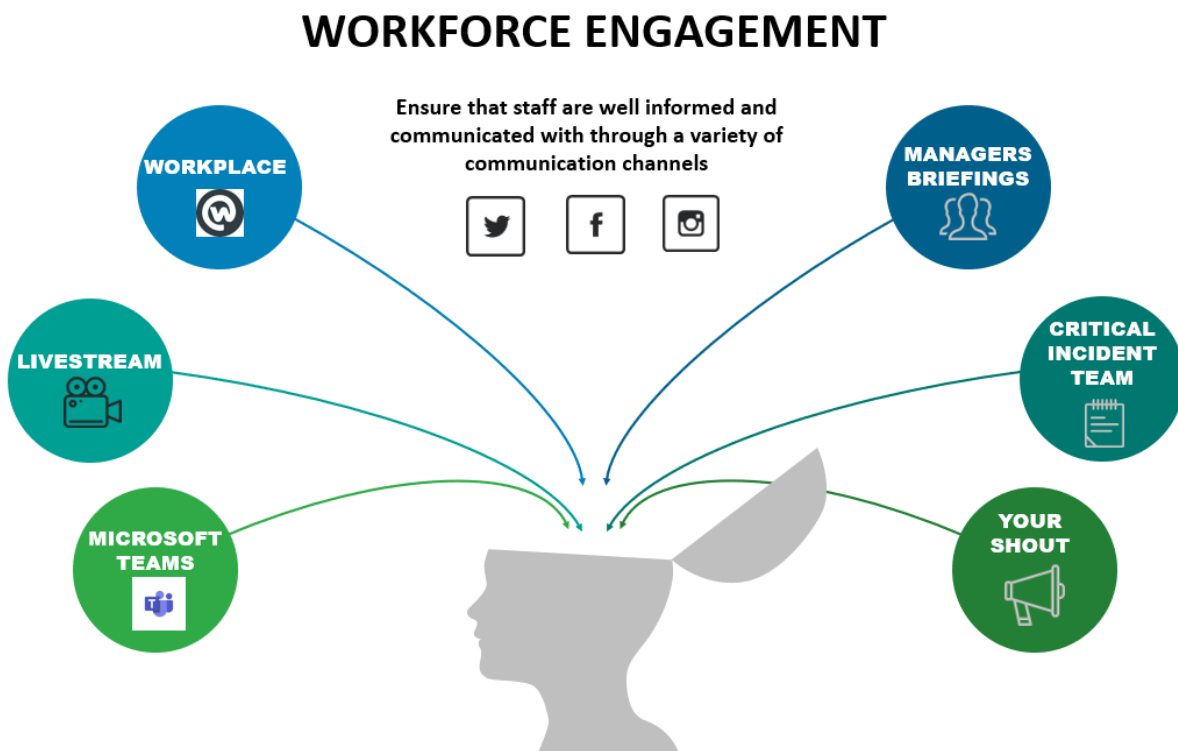 WORKFORCE ENGAGEMENT
Ensure that staff are well informed and
communicated with through a variety of
communication channels
WORKPLACE
MANAGERS
BRIEFINGS
LIVESTREAM
CRITICAL
INCIDENT
TEAM
MICROSOFT
TEAMS
YOUR
SHOUT